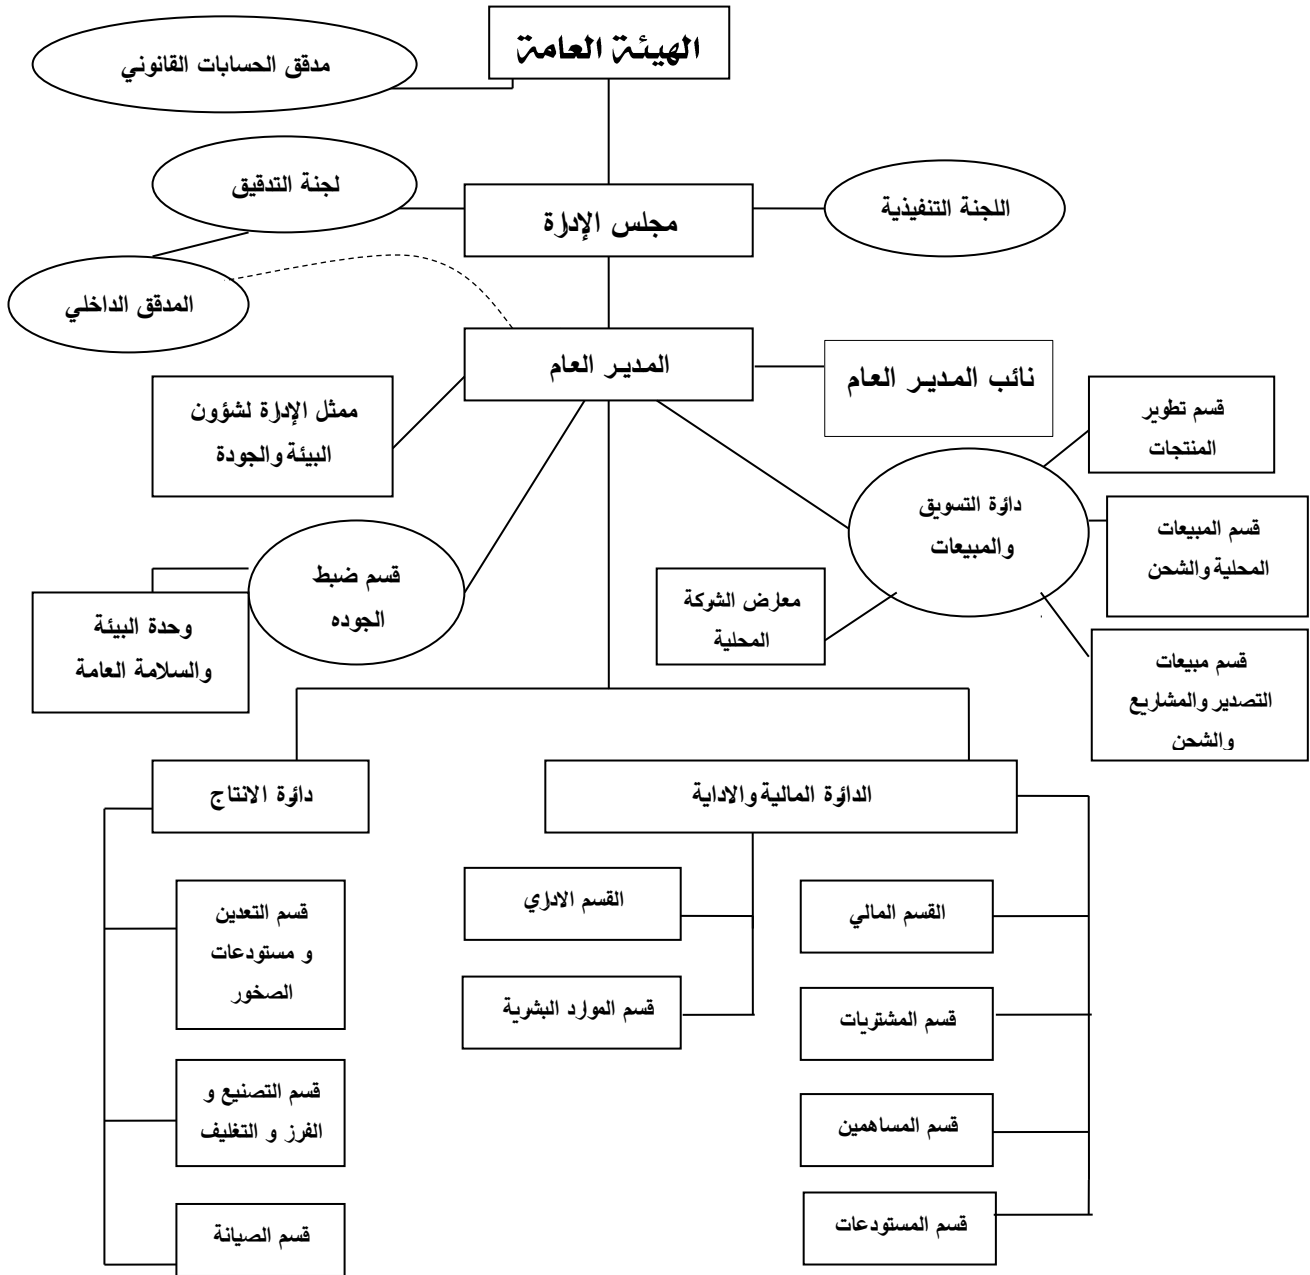 الهيئة العامة
مدقق الحسابات القانوني
لجنة التدقيق
اللجنة التنفيذية
مجلس الإدارة
المدقق الداخلي
المدير العام
نائب المدير العام
ممثل الإدارة لشؤون
البيئة والجودة
قسم تطوير
المنتجات
دائرة التسويق
والمبيعات
قسم المبيعات
المحلية والشحن
قسم ضبط
الجوده
معارض الشركة
المحلية
وحدة البيئة
والسلامة العامة
قسم مبيعات
التصدير والمشاريع
والشحن
الدائرة المالية والاداية
دائرة الانتاج
القسم الاداري
القسم المالي
قسم التعدين
و مستودعات
الصخور
قسم الموارد البشرية
قسم المشتريات
قسم التصنيع و
الفرز و التغليف
قسم المساهمين
قسم المستودعات
قسم الصيانة